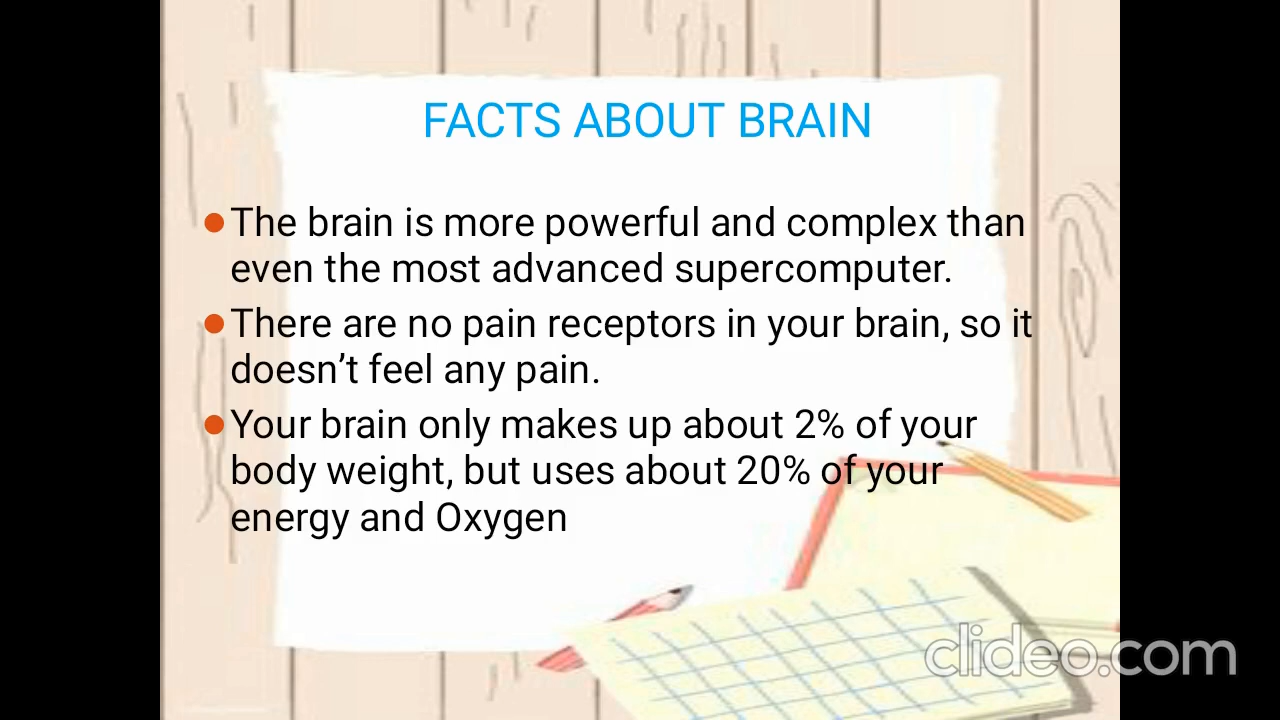 FACTS ABOUT BRAIN
●The brain is more powerful and complex than
even the most advanced supercomputer.
●There are no pain receptors in your brain, so it
doesn’t feel any pain.
●Your brain only makes up about 2% of your
body weight, but uses about 20% of your
energy and Oxygen
clideo.com